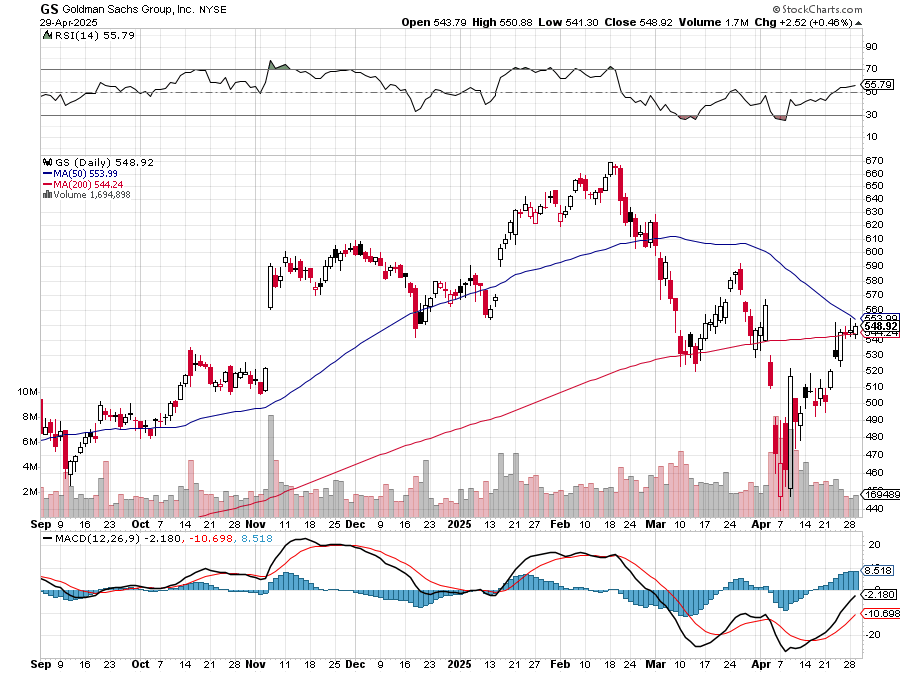 GS Goldman Sachs Group, Inc. NYSE © StockCharts.com
29-Apr-2025 Open 543.79 High 550.88 Low 541.30 Close 548.92 Volume 1.7M Chg +2.52 (+0.46%)
RSI(14) 55.79
90
70
55.79
50
30
10
GS (Daily) 548.92
MA(50) 553.99
MA(200) 544.24
Volume 1,694,898
670
660
650
640
630
620
610
600
590
580
570
560
553.99
548.92
544.24
540
530
520
510
500
490
480
470
460
440
10M
8M
6M
4M
2M
169489
Sep 9 16 23 Oct 7 14 21 28 Nov 11 18 25 Dec 9 16 23 2025 13 21 27 Feb 10 18 24 Mar 10 17 24 Apr 7 14 21 28
MACD(12,26,9) -2.180, -10.698, 8.518
20
8.518
-2.180
-10.698
-20
Sep 9 16 23 Oct 7 14 21 28 Nov 11 18 25 Dec 9 16 23 2025 13 21 27 Feb 10 18 24 Mar 10 17 24 Apr 7 14 21 28